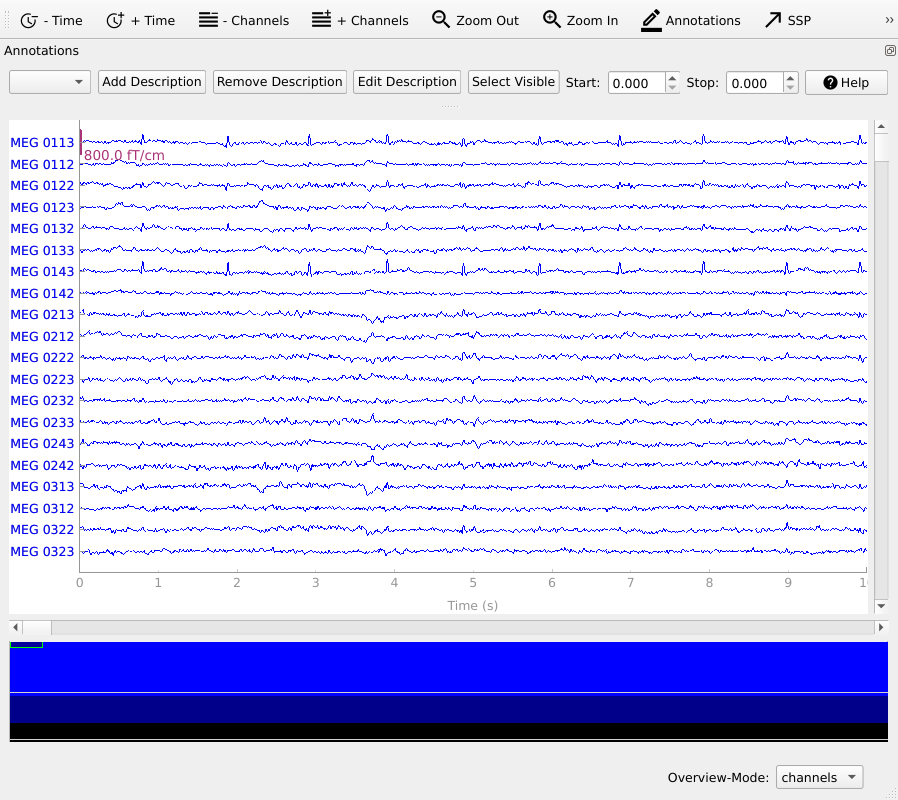 - Time + Time - Channels + Channels Zoom Out Zoom In Annotations SSP »
Annotations
Add Description Remove Description Edit Description Select Visible Start: 0.000 Stop: 0.000 Help
MEG 0113
800.0 fT/cm
MEG 0112
MEG 0122
MEG 0123
MEG 0132
MEG 0133
MEG 0143
MEG 0142
MEG 0213
MEG 0212
MEG 0222
MEG 0223
MEG 0232
MEG 0233
MEG 0243
MEG 0242
MEG 0313
MEG 0312
MEG 0322
MEG 0323
0 1 2 3 4 5 6 7 8 9 1
Time (s)
Overview-Mode: channels